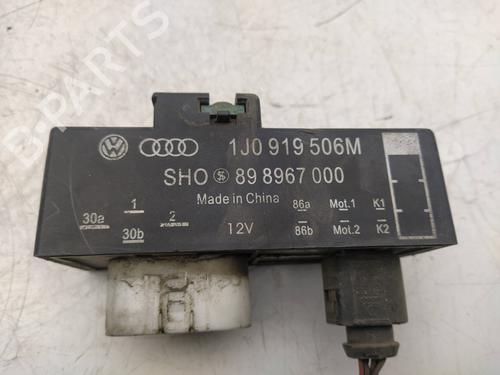 B-PARTS
1J0 919 506M
SHO 89 8967 000
Made in China
30a 1 2 86a Mot.1 K1
30b 12V 86b Mot.2 K2